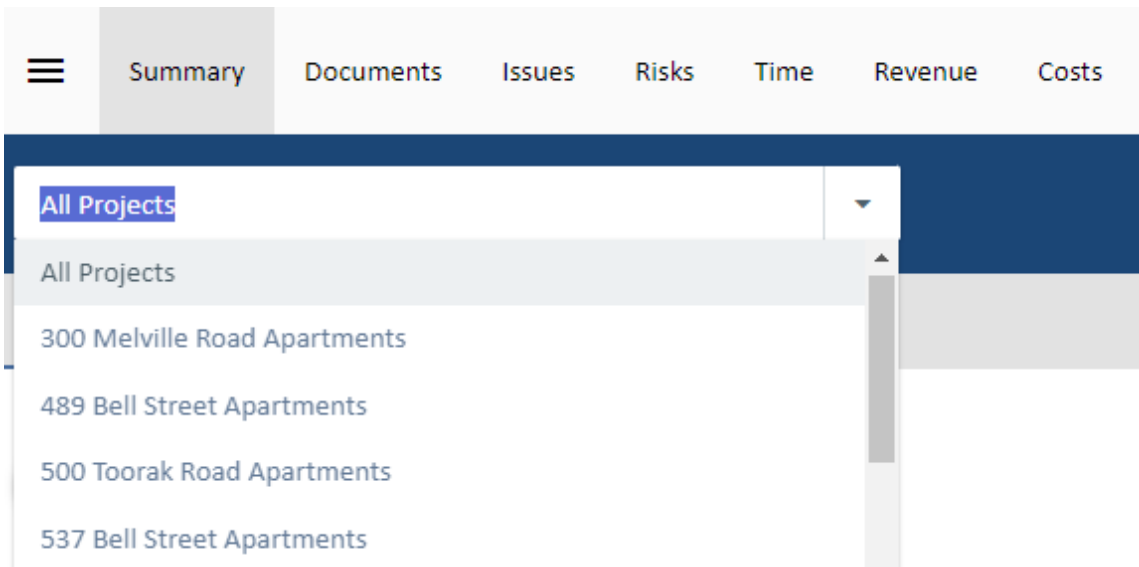 Summary Documents Issues Risks Time Revenue Costs
All Projects
All Projects
300 Melville Road Apartments
489 Bell Street Apartments
500 Toorak Road Apartments
537 Bell Street Apartments